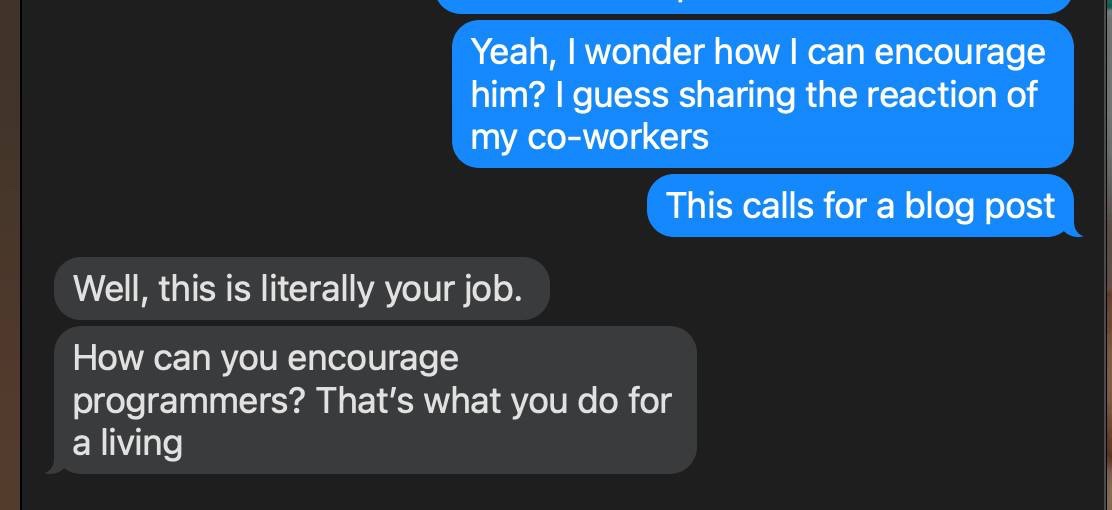 Yeah, I wonder how I can encourage
him? I guess sharing the reaction of
my co-workers
This calls for a blog post
Well, this is literally your job.
How can you encourage
programmers? That’s what you do for
a living